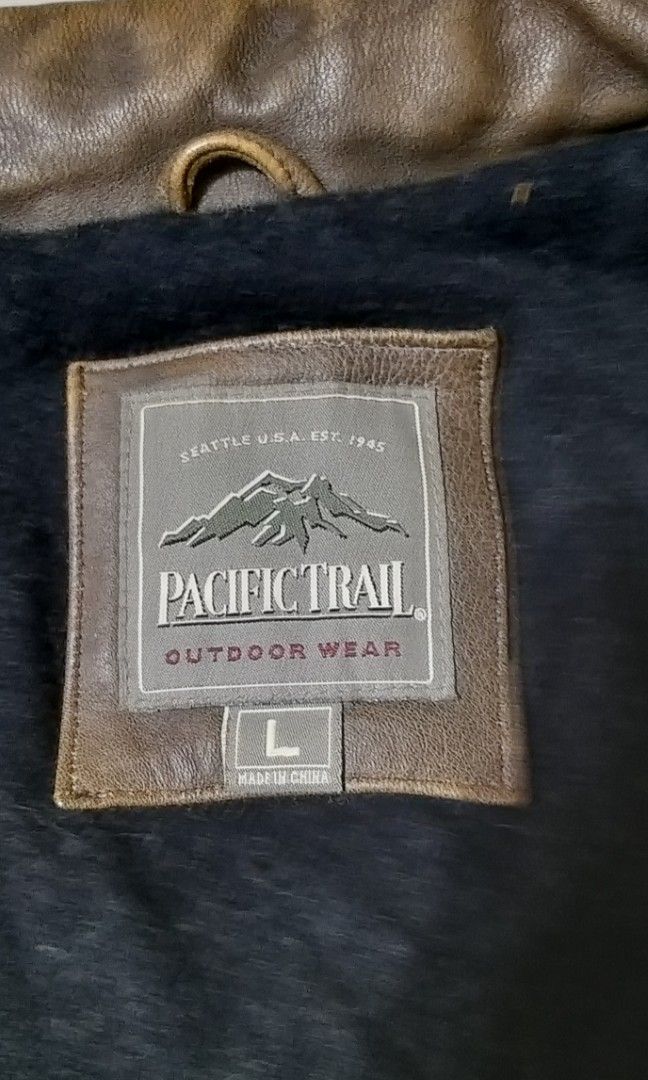 SEATTLE U.S.A. EST. 1945
PACIFIC TRAIL®
OUTDOOR WEAR
L
MADE IN CHINA